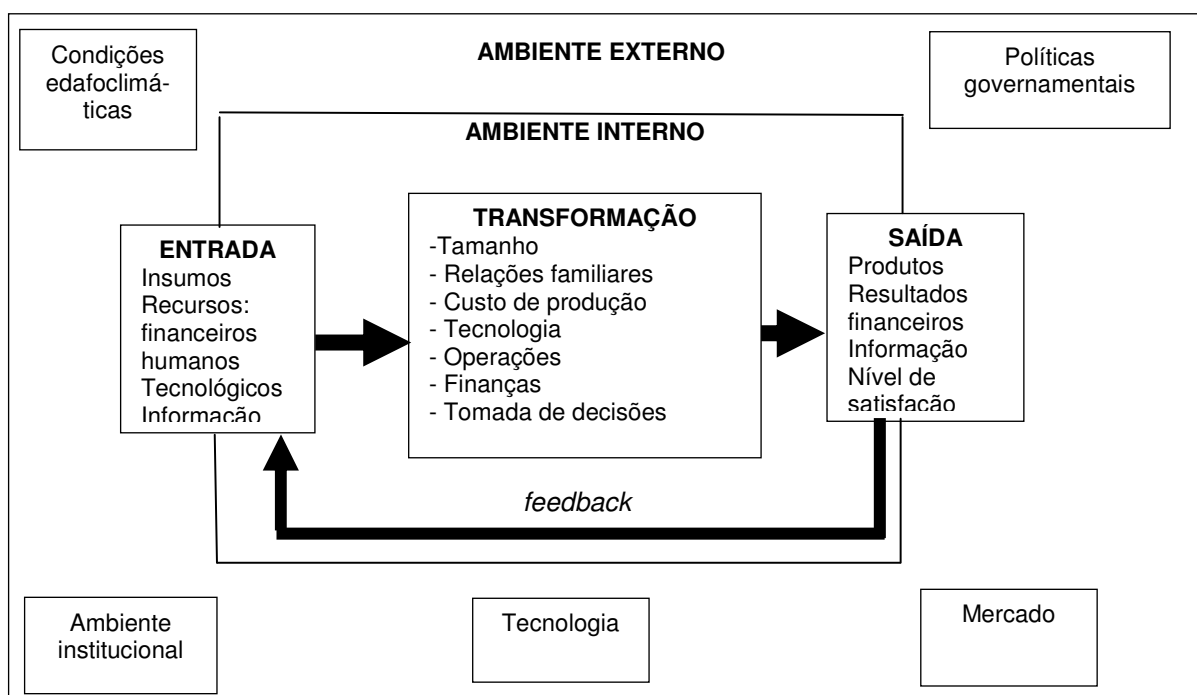 Condições
edafoclimá-
ticas
AMBIENTE EXTERNO
Políticas
governamentais
AMBIENTE INTERNO
ENTRADA
Insumos
Recursos:
financeiros
humanos
Tecnológicos
Informação
TRANSFORMAÇÃO
-Tamanho
- Relações familiares
- Custo de produção
- Tecnologia
- Operações
- Finanças
- Tomada de decisões
SAÍDA
Produtos
Resultados
financeiros
Informação
Nível de
satisfação
feedback
Ambiente
institucional
Tecnologia
Mercado